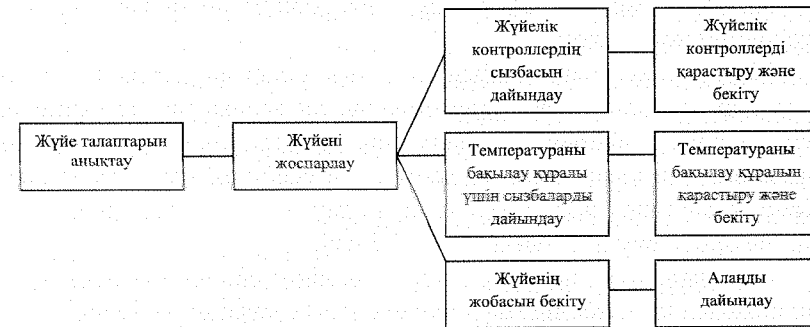 Жүйе талаптарын
анықтау
Жүйені
жоспарлау
Жүйелік
контроллердің
сызбасын
дайындау
Жүйелік
контроллерді
қарастыру және
бекіту
Температураны
бақылау құралы
үшін сызбаларды
дайындау
Температураны
бақылау құралын
қарастыру және
бекіту
Жүйенің
жобасын бекіту
Алаңды
дайындау